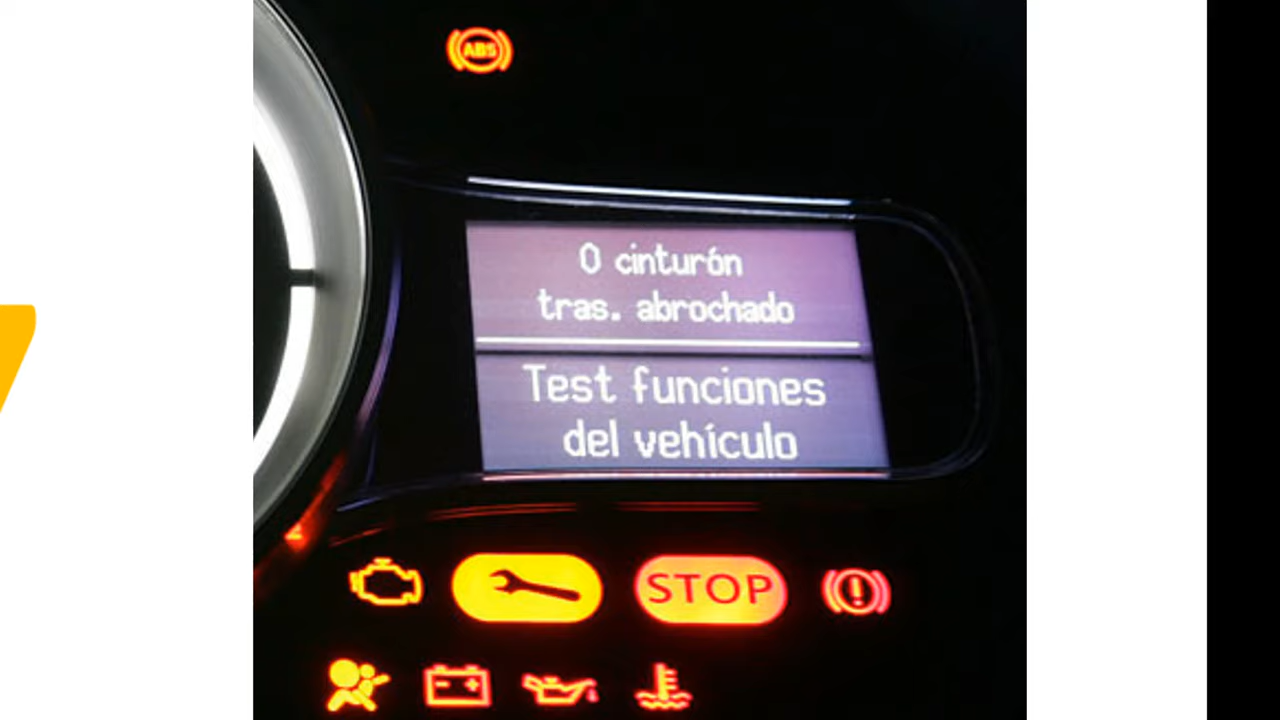 ABS
0 cinturón
tras. abrochado
Test funciones
del vehículo
STOP